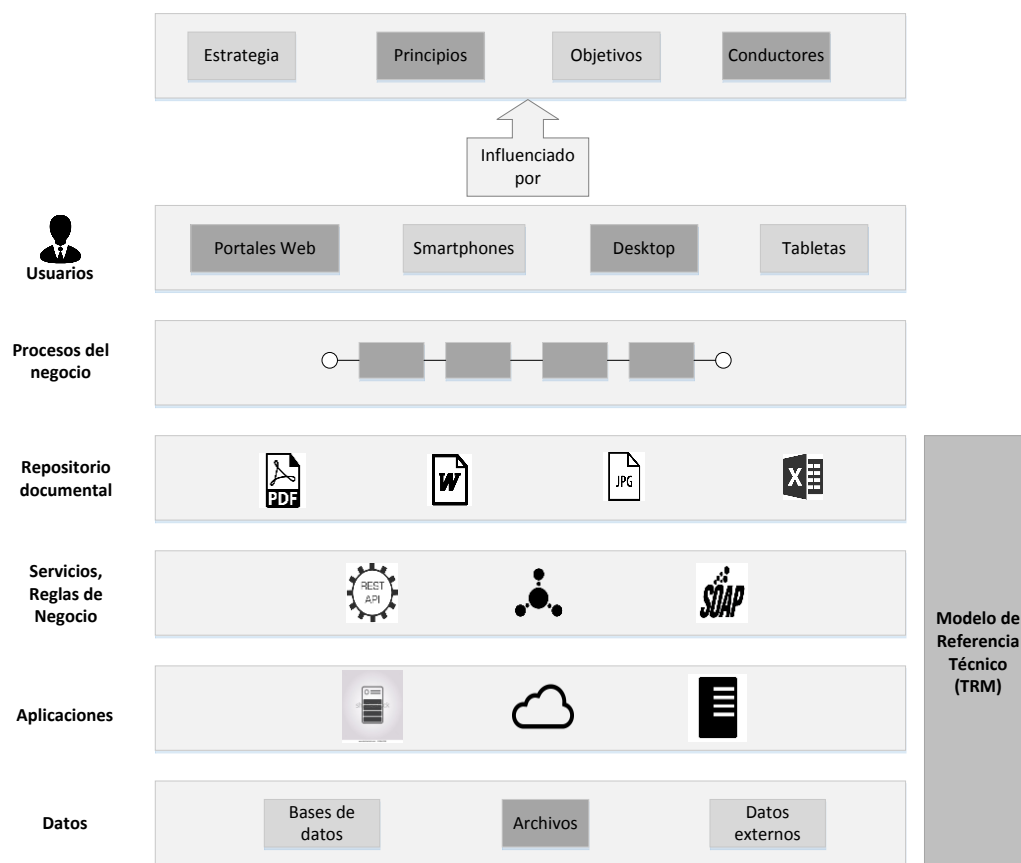 Estrategia
Principios
Objetivos
Conductores
Influenciado
por
Portales Web
Smartphones
Desktop
Tabletas
Usuarios
Procesos del
negocio
Repositorio
documental
PDF
W
JPG
X
Servicios,
Reglas de
Negocio
REST
API
SOAP
Modelo de
Referencia
Técnico
(TRM)
Aplicaciones
Datos
Bases de
datos
Archivos
Datos
externos